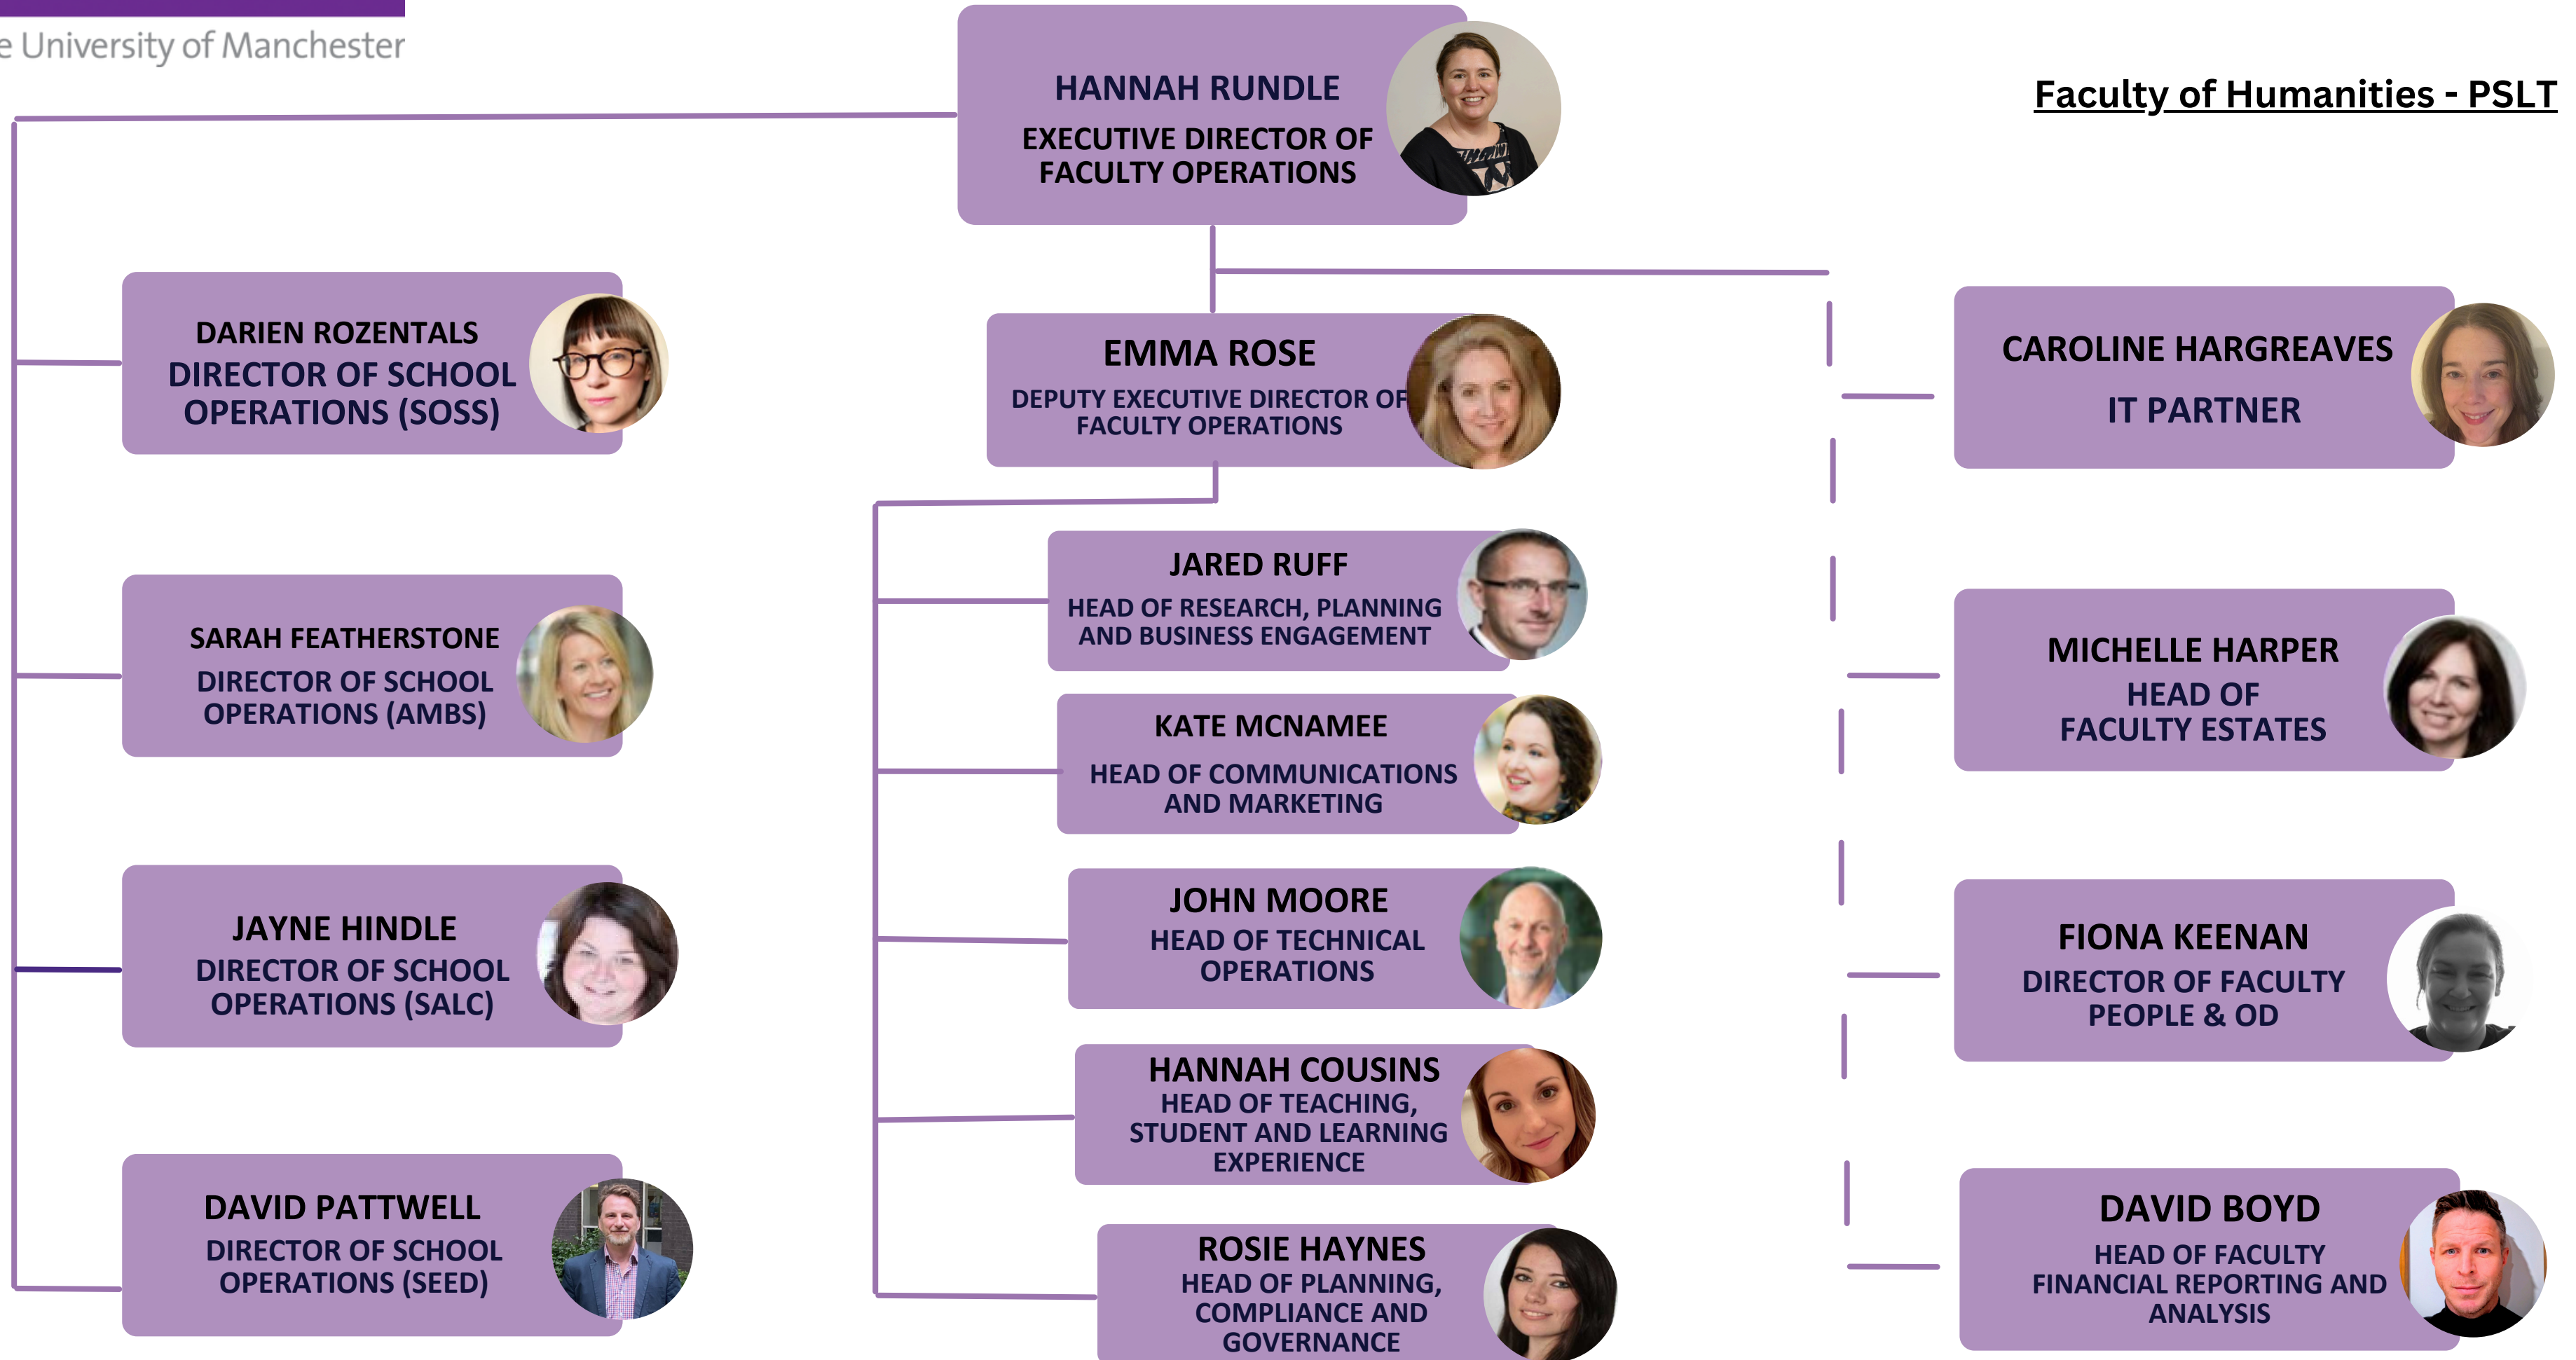 e University of Manchester
Faculty of Humanities - PSLT
HANNAH RUNDLE
EXECUTIVE DIRECTOR OF
FACULTY OPERATIONS
DARIEN ROZENTALS
DIRECTOR OF SCHOOL
OPERATIONS (SOSS)
SARAH FEATHERSTONE
DIRECTOR OF SCHOOL
OPERATIONS (AMBS)
JAYNE HINDLE
DIRECTOR OF SCHOOL
OPERATIONS (SALC)
DAVID PATTWELL
DIRECTOR OF SCHOOL
OPERATIONS (SEED)
EMMA ROSE
DEPUTY EXECUTIVE DIRECTOR OF
FACULTY OPERATIONS
JARED RUFF
HEAD OF RESEARCH, PLANNING
AND BUSINESS ENGAGEMENT
KATE MCNAMEE
HEAD OF COMMUNICATIONS
AND MARKETING
JOHN MOORE
HEAD OF TECHNICAL
OPERATIONS
HANNAH COUSINS
HEAD OF TEACHING,
STUDENT AND LEARNING
EXPERIENCE
ROSIE HAYNES
HEAD OF PLANNING,
COMPLIANCE AND
GOVERNANCE
CAROLINE HARGREAVES
IT PARTNER
MICHELLE HARPER
HEAD OF
FACULTY ESTATES
FIONA KEENAN
DIRECTOR OF FACULTY
PEOPLE & OD
DAVID BOYD
HEAD OF FACULTY
FINANCIAL REPORTING AND
ANALYSIS